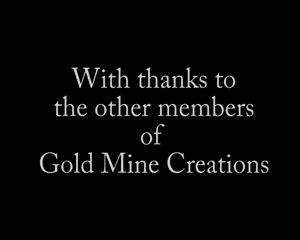 With thanks to
the other members
of
Gold Mine Creations